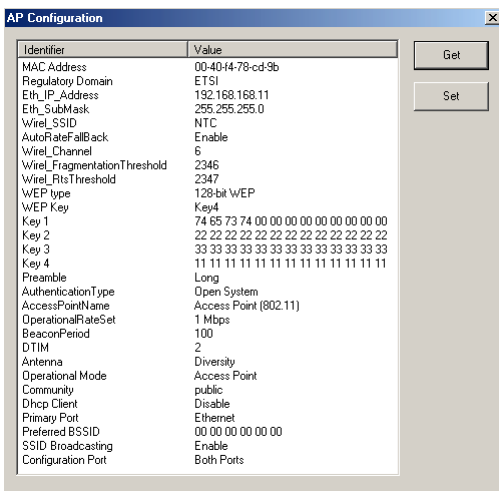 AP Configuration
Identifier Value
MAC Address 00-40-f4-78-cd-9b
Regulatory Domain ETSI
Eth_IP_Address 192.168.168.11
Eth_SubMask 255.255.255.0
Wirel_SSID NTC
AutoRateFallBack Enable
Wirel_Channel 6
Wirel_FragmentationThreshold 2346
Wirel_RtsThreshold 2347
WEP type 128-bit WEP
WEP Key Key4
Key 1 74 65 73 74 00 00 00 00 00 00 00 00 00
Key 2 22 22 22 22 22 22 22 22 22 22 22 22 22
Key 3 33 33 33 33 33 33 33 33 33 33 33 33 33
Key 4 11 11 11 11 11 11 11 11 11 11 11 11 11
Preamble Long
AuthenticationType Open System
AccessPointName Access Point (802.11)
OperationalRateSet 1 Mbps
BeaconPeriod 100
DTIM 2
Antenna Diversity
Operational Mode Access Point
Community public
Dhcp Client Disable
Primary Port Ethernet
Preferred BSSID 00 00 00 00 00 00
SSID Broadcasting Enable
Configuration Port Both Ports
Get
Set